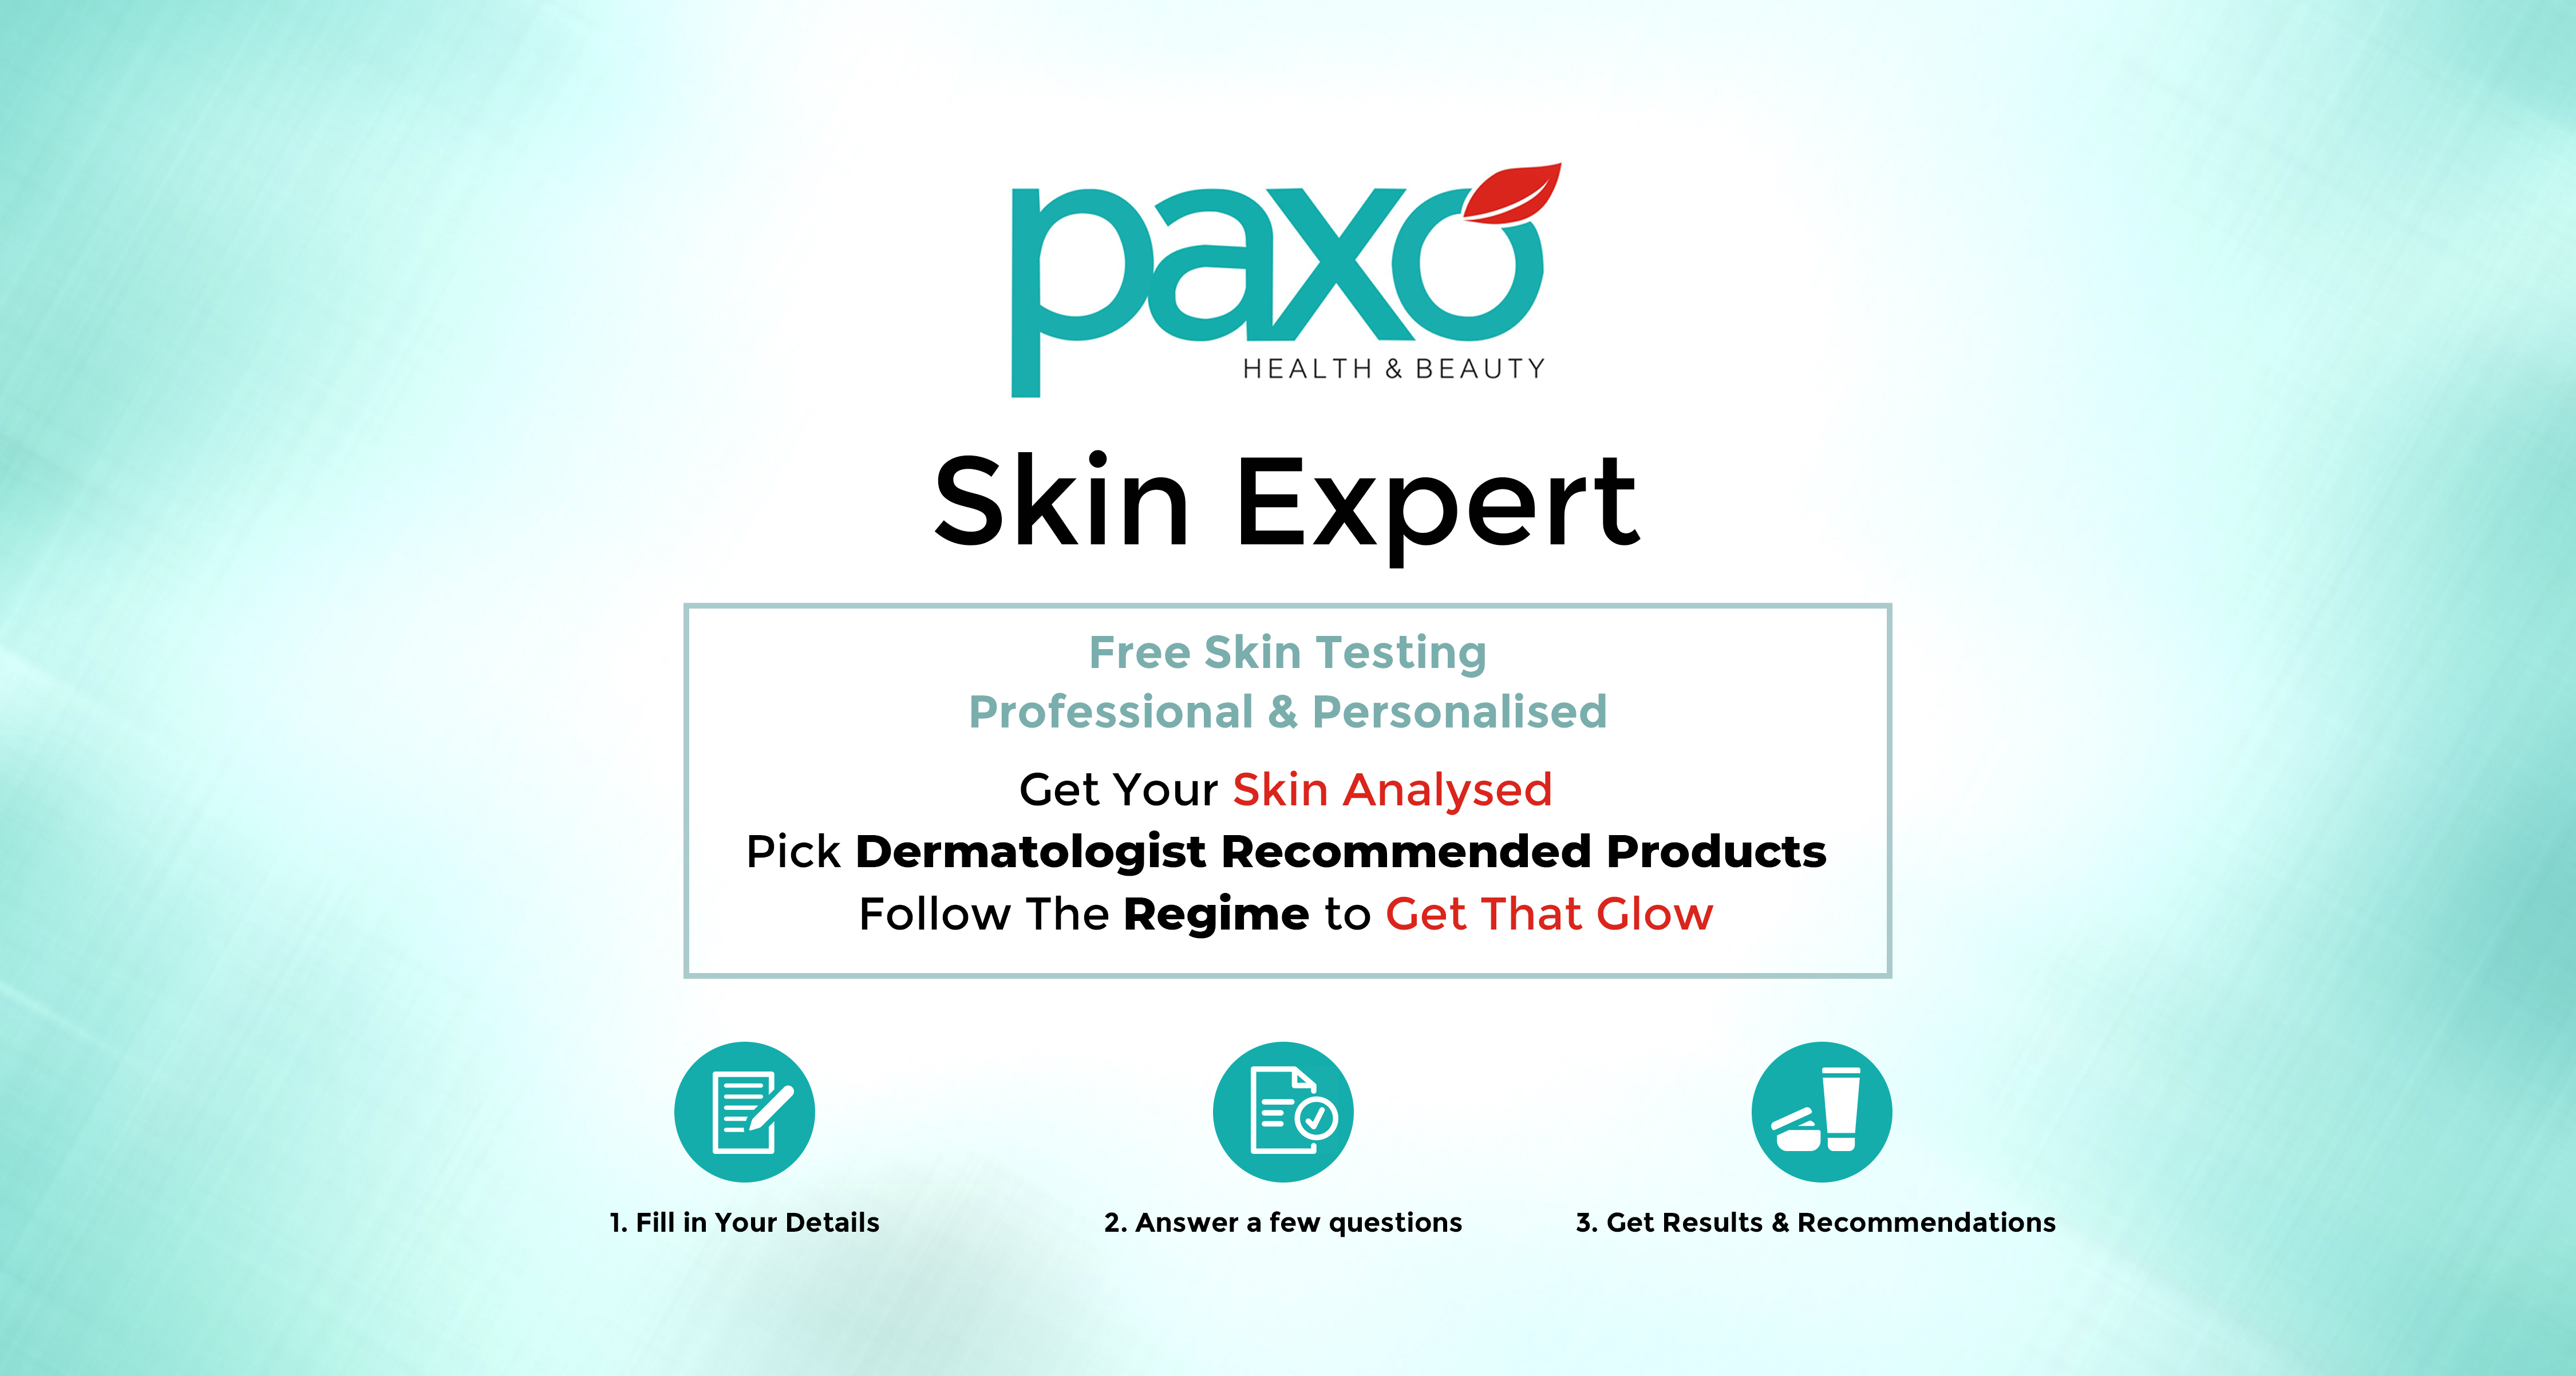 paxo
HEALTH & BEAUTY
Skin Expert
Free Skin Testing
Professional & Personalised
Get Your Skin Analysed
Pick Dermatologist Recommended Products
Follow The Regime to Get That Glow
1. Fill in Your Details
2. Answer a few questions
3. Get Results & Recommendations